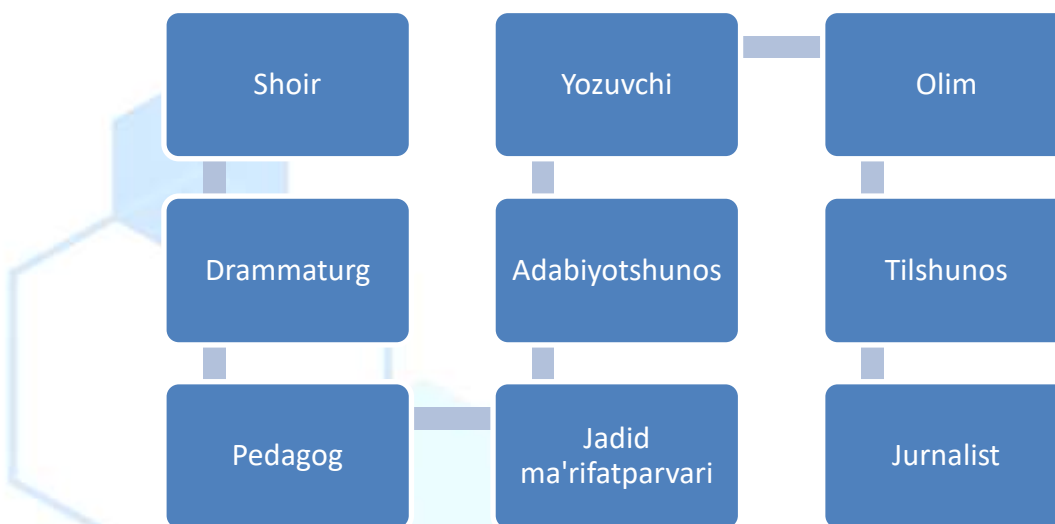 Shoir
Drammaturg
Pedagog
Jadid
ma'rifatparvari
Adabiyotshunos
Yozuvchi
Olim
Tilshunos
Jurnalist